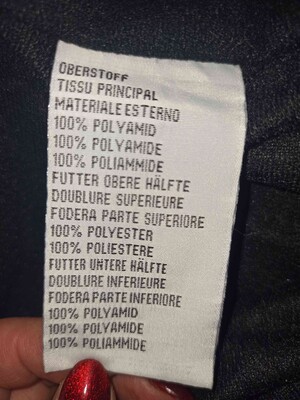 OBERSTOFF
TISSU PRINCIPAL
MATERIALE ESTERNO
100% POLYAMID
100% POLYAMIDE
100% POLIAMMIDE
FUTTER OBERE HÄLFTE
DOUBLURE SUPERIEURE
FODERA PARTE SUPERIORE
100% POLYESTER
100% POLIESTERE
FUTTER UNTERE HÄLFTE
DOUBLURE INFERIEURE
FODERA PARTE INFERIORE
100% POLYAMID
100% POLYAMIDE
100% POLIAMMIDE